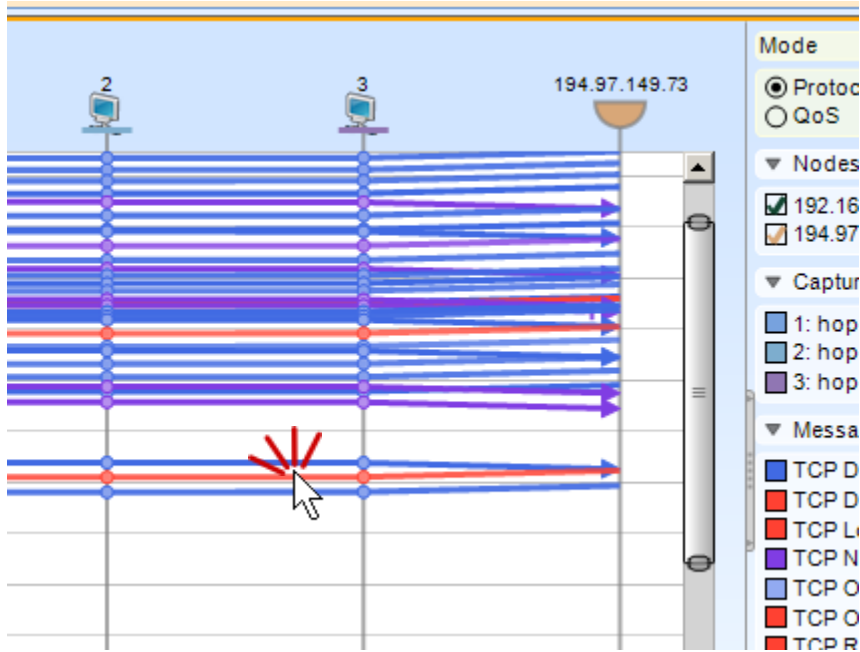 2
3
194.97.149.73
Mode
Protoc
QoS
Nodes
192.16
194.97
Captur
1: hop
2: hop
3: hop
Messa
TCP D
TCP D
TCP Le
TCP N
TCP O
TCP O
TCP R